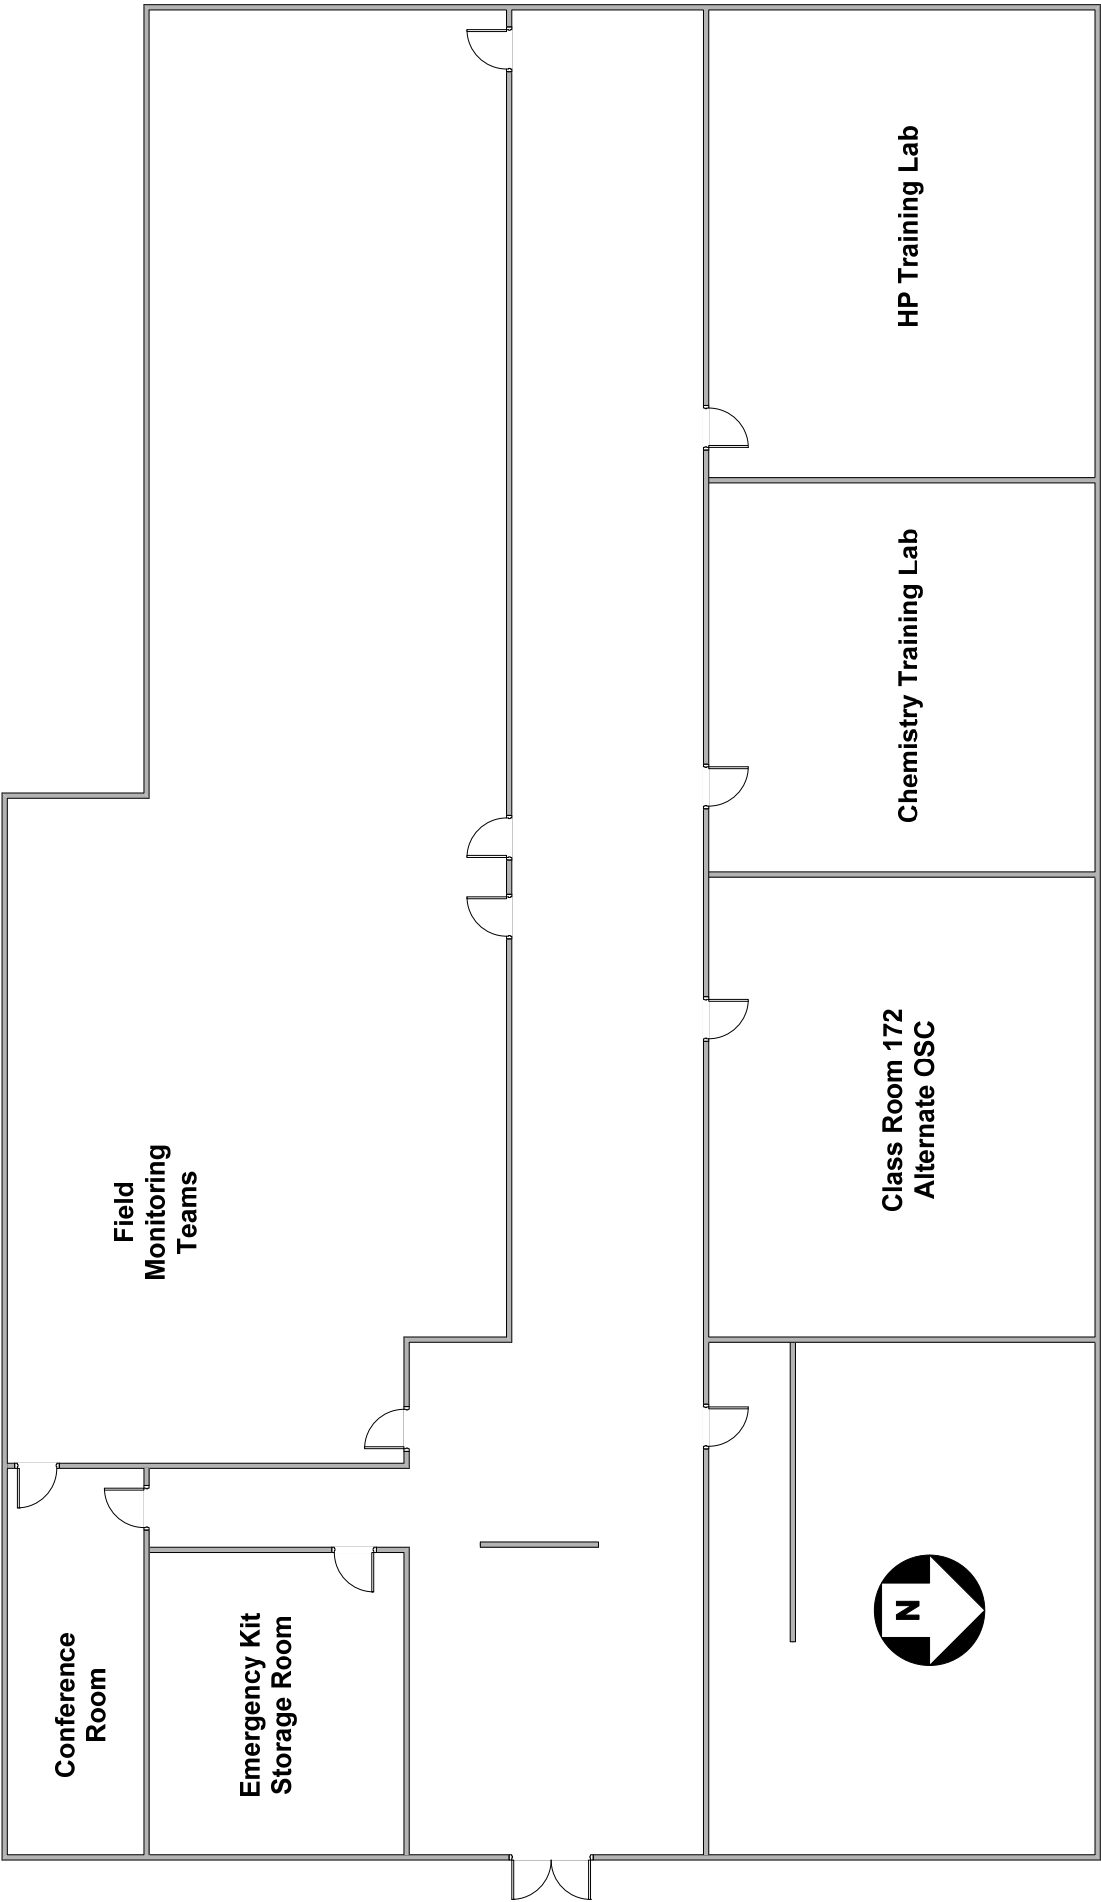 Conference
Room
Emergency Kit
Storage Room
Field
Monitoring
Teams
Class Room 172
Alternate OSC
Chemistry Training Lab
HP Training Lab
N